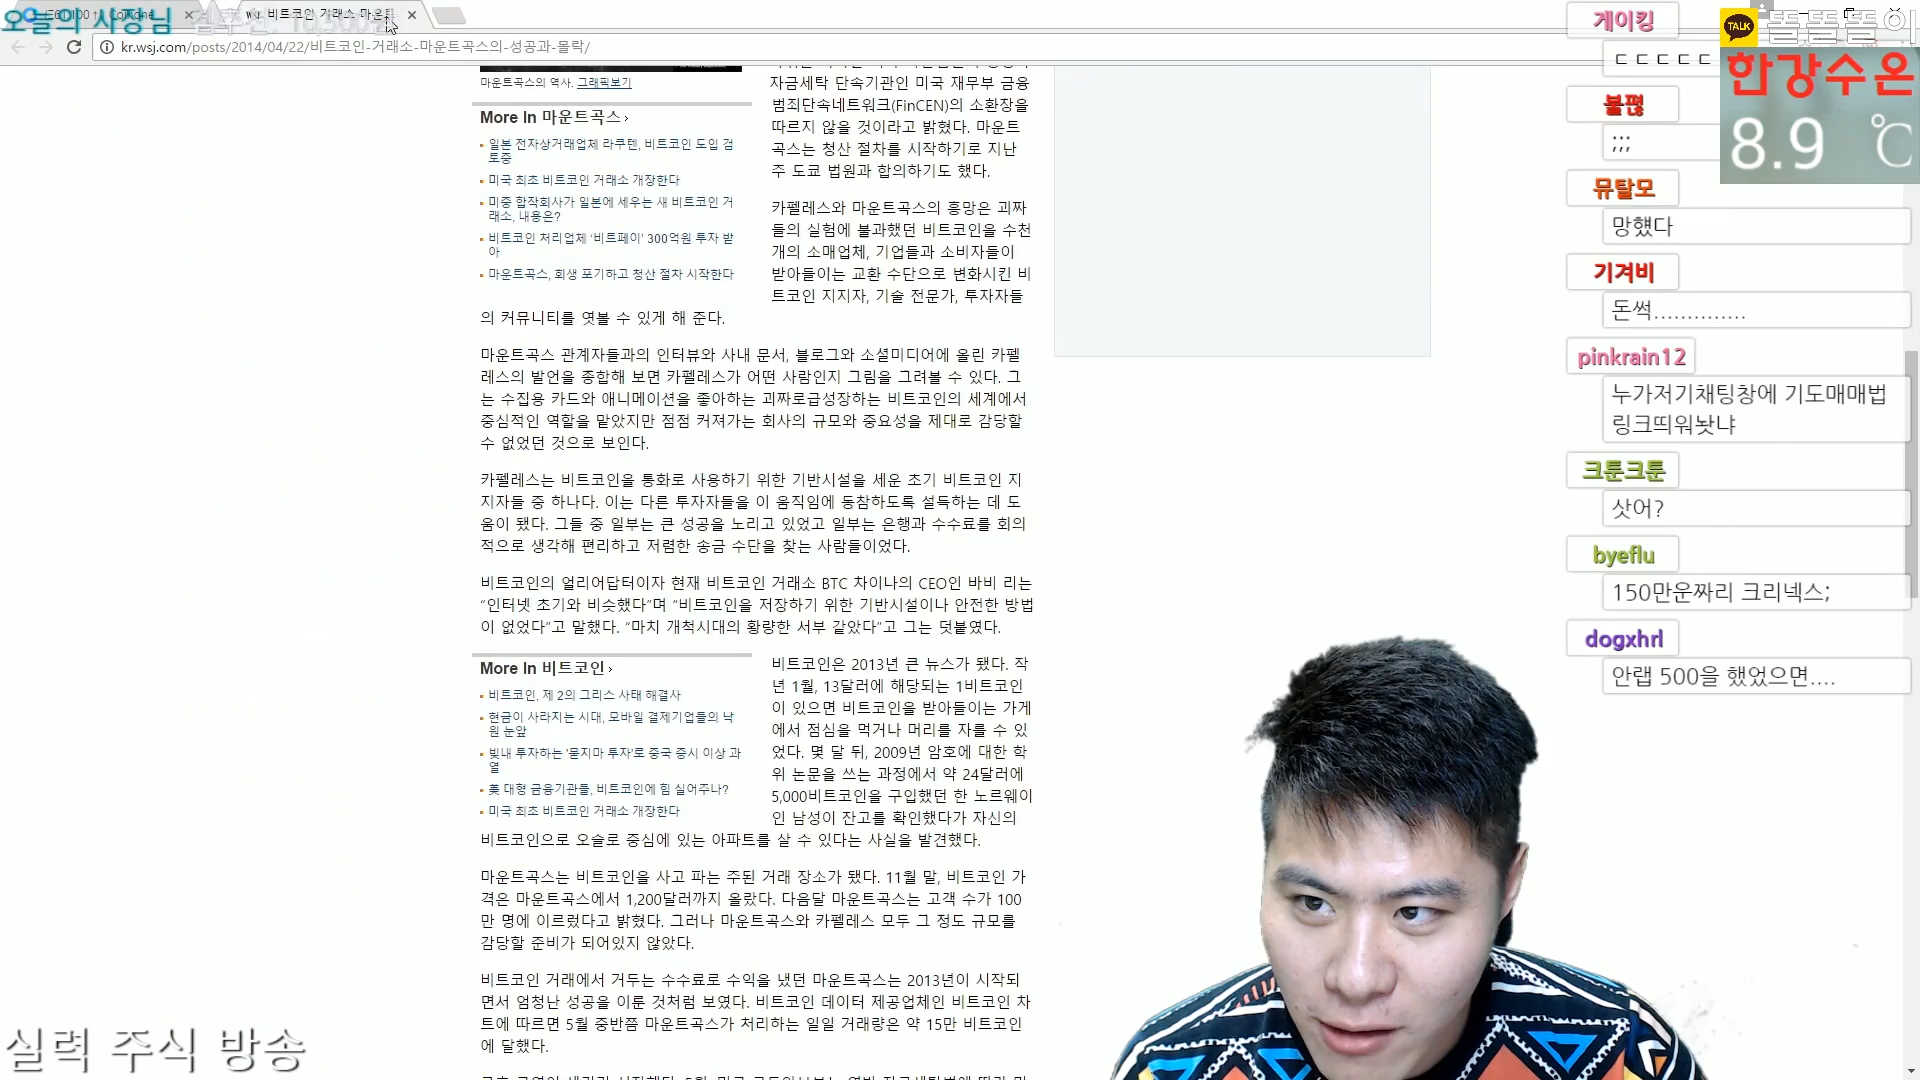 오늘의 사장님
비트코인 거래소 마운트
kr.wsj.com/posts/2014/04/22/비트코인-거래소-마운트곡스의-성공과-몰락/
마운트곡스의 역사. 그래픽보기
More In 마운트곡스 ›
일본 전자상거래업체 라쿠텐, 비트코인 도입 검
토중
미국 최초 비트코인 거래소 개장한다
미중 합작회사가 일본에 세우는 새 비트코인 거
래소, 내용은?
비트코인 처리업체 ‘비트페이’ 300억원 투자 받
아
마운트곡스, 회생 포기하고 청산 절차 시작한다
자금세탁 단속기관인 미국 재무부 금융
범죄단속네트워크(FinCEN)의 소환장을
따르지 않을 것이라고 밝혔다. 마운트
곡스는 청산 절차를 시작하기로 지난
주 도쿄 법원과 합의하기도 했다.
카펠레스와 마운트곡스의 흥망은 괴짜
들의 실험에 불과했던 비트코인을 수천
개의 소매업체, 기업들과 소비자들이
받아들이는 교환 수단으로 변화시킨 비
트코인 지지자, 기술 전문가, 투자자들
의 커뮤니티를 엿볼 수 있게 해 준다.
마운트곡스 관계자들과의 인터뷰와 사내 문서, 블로그와 소셜미디어에 올린 카펠
레스의 발언을 종합해 보면 카펠레스가 어떤 사람인지 그림을 그려볼 수 있다. 그
는 수집용 카드와 애니메이션을 좋아하는 괴짜로급성장하는 비트코인의 세계에서
중심적인 역할을 맡았지만 점점 커져가는 회사의 규모와 중요성을 제대로 감당할
수 없었던 것으로 보인다.
카펠레스는 비트코인을 통화로 사용하기 위한 기반시설을 세운 초기 비트코인 지
지자들 중 하나다. 이는 다른 투자자들을 이 움직임에 동참하도록 설득하는 데 도
움이 됐다. 그들 중 일부는 큰 성공을 노리고 있었고 일부는 은행과 수수료를 회의
적으로 생각해 편리하고 저렴한 송금 수단을 찾는 사람들이었다.
비트코인의 얼리어답터이자 현재 비트코인 거래소 BTC 차이나의 CEO인 바비 리는
“인터넷 초기와 비슷했다”며 “비트코인을 저장하기 위한 기반시설이나 안전한 방법
이 없었다”고 말했다. “마치 개척시대의 황량한 서부 같았다”고 그는 덧붙였다.
More In 비트코인 ›
비트코인, 제 2의 그리스 사태 해결사
현금이 사라지는 시대, 모바일 결제기업들의 낙
원 눈앞
빚내 투자하는 '묻지마 투자'로 중국 증시 이상 과
열
美 대형 금융기관들, 비트코인에 힘 실어주나?
미국 최초 비트코인 거래소 개장한다
비트코인은 2013년 큰 뉴스가 됐다. 작
년 1월, 13달러에 해당되는 1비트코인
이 있으면 비트코인을 받아들이는 가게
에서 점심을 먹거나 머리를 자를 수 있
었다. 몇 달 뒤, 2009년 암호에 대한 학
위 논문을 쓰는 과정에서 약 24달러에
5,000비트코인을 구입했던 한 노르웨이
인 남성이 잔고를 확인했다가 자신의
비트코인으로 오슬로 중심에 있는 아파트를 살 수 있다는 사실을 발견했다.
마운트곡스는 비트코인을 사고 파는 주된 거래 장소가 됐다. 11월 말, 비트코인 가
격은 마운트곡스에서 1,200달러까지 올랐다. 다음달 마운트곡스는 고객 수가 100
만 명에 이르렀다고 밝혔다. 그러나 마운트곡스와 카펠레스 모두 그 정도 규모를
감당할 준비가 되어있지 않았다.
비트코인 거래에서 거두는 수수료로 수익을 냈던 마운트곡스는 2013년이 시작되
면서 엄청난 성공을 이룬 것처럼 보였다. 비트코인 데이터 제공업체인 비트코인 차
트에 따르면 5월 중반쯤 마운트곡스가 처리하는 일일 거래량은 약 15만 비트코인
에 달했다.
실력 주식 방송
게이킹
ㄷㄷㄷㄷㄷ
불펺
;;;
뮤탈모
망했다
기겨비
돈썩..............
pinkrain12
누가저기채팅창에 기도매매법
링크띄워놧냐
크툰크툰
삿어?
byeflu
150만운짜리 크리넥스;
dogxhrl
안랩 500을 했었으면....
TALK
똘똘똘이
한강수온
8.9 ℃